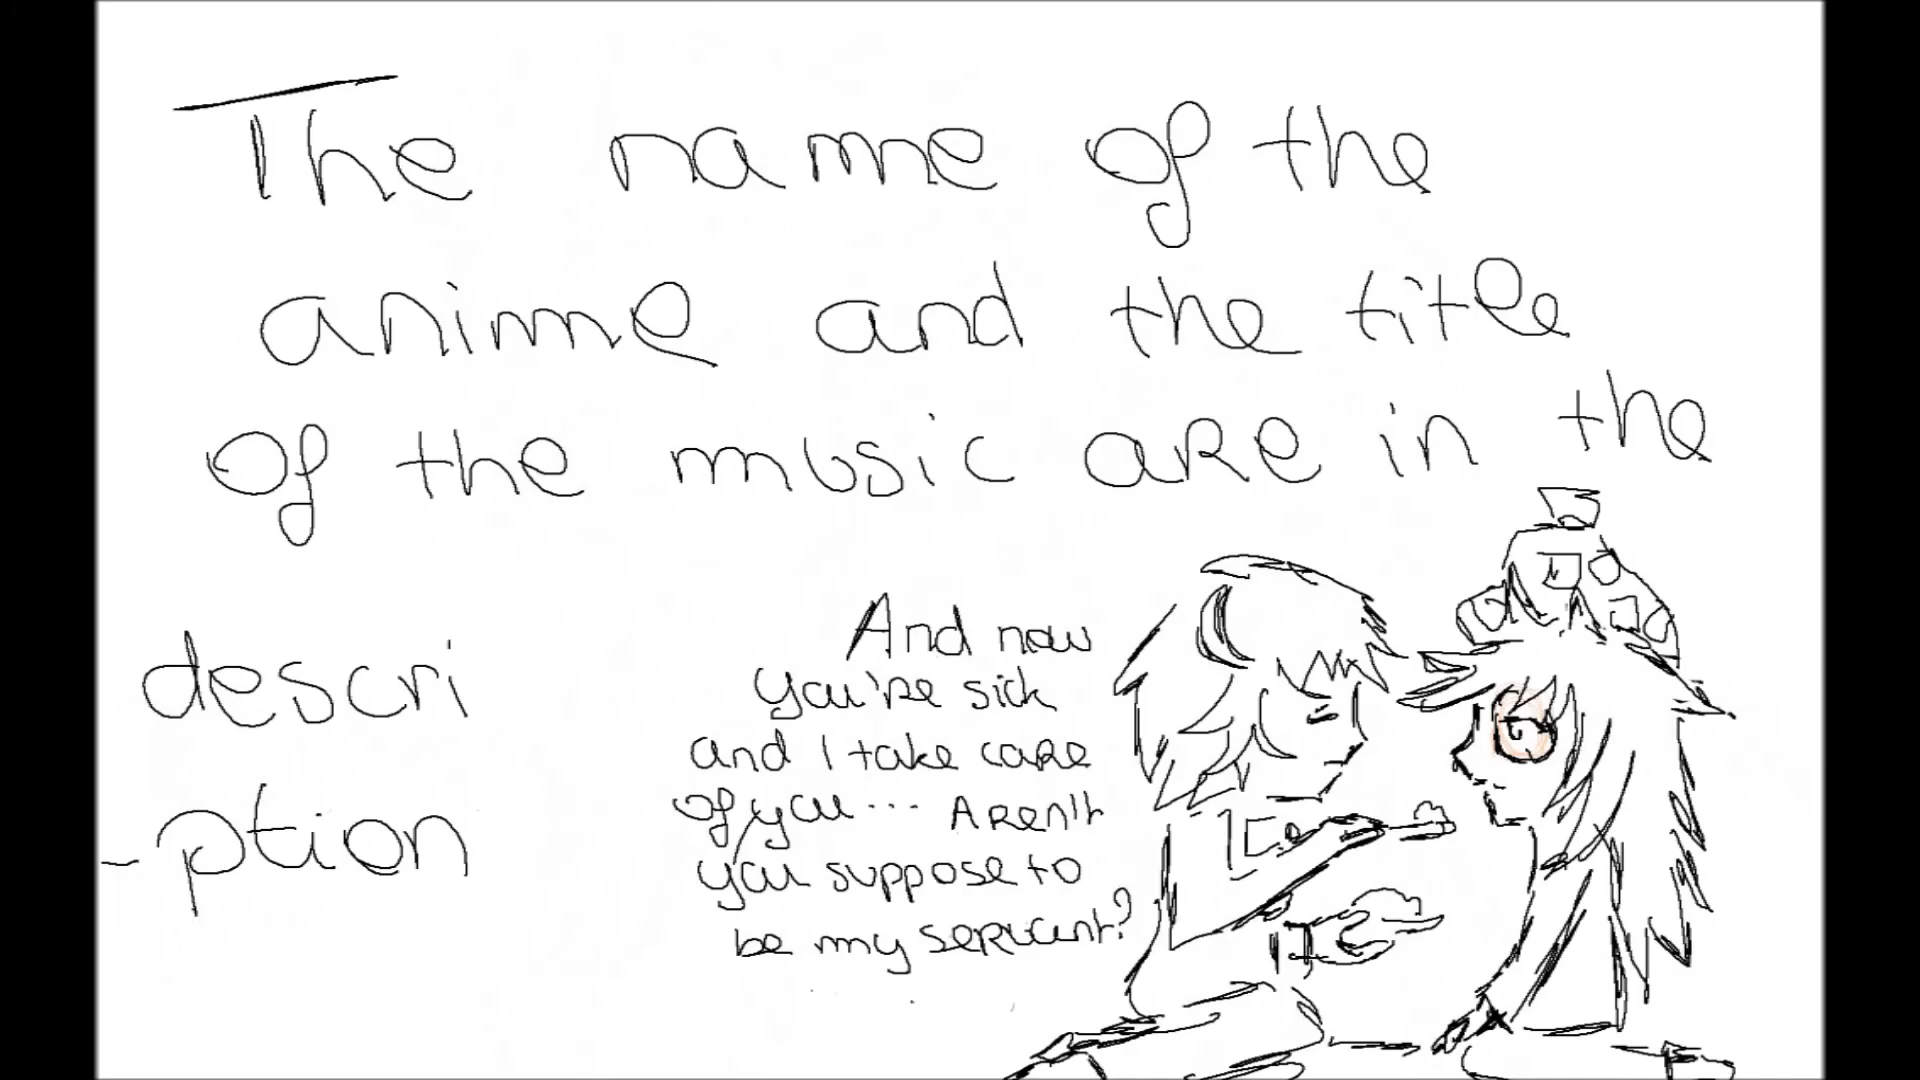 The name of the
anime and the title
of the music are in the
descri
-ption
And now
you're sick
and I take care
of you... Aren't
you suppose to
be my servant?